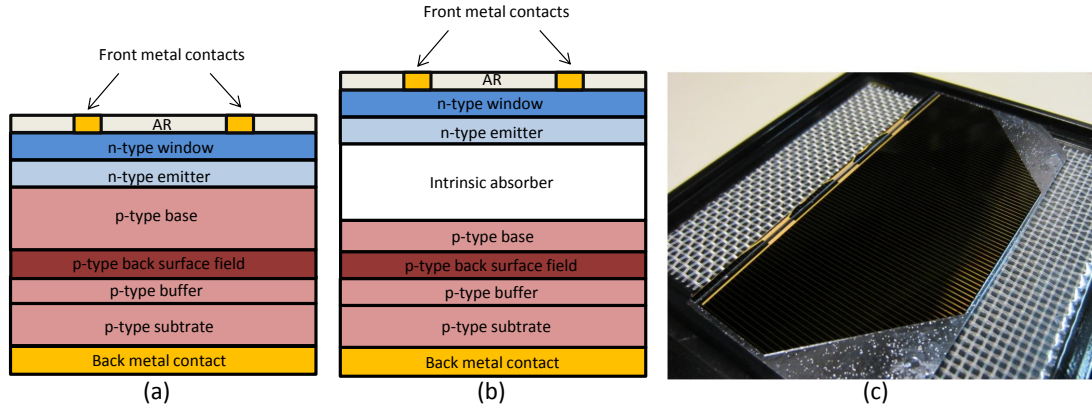 Front metal contacts
AR
n-type window
n-type emitter
p-type base
p-type back surface field
p-type buffer
p-type subtrate
Back metal contact
(a)
Front metal contacts
AR
n-type window
n-type emitter
Intrinsic absorber
p-type base
p-type back surface field
p-type buffer
p-type subtrate
Back metal contact
(b)
(c)